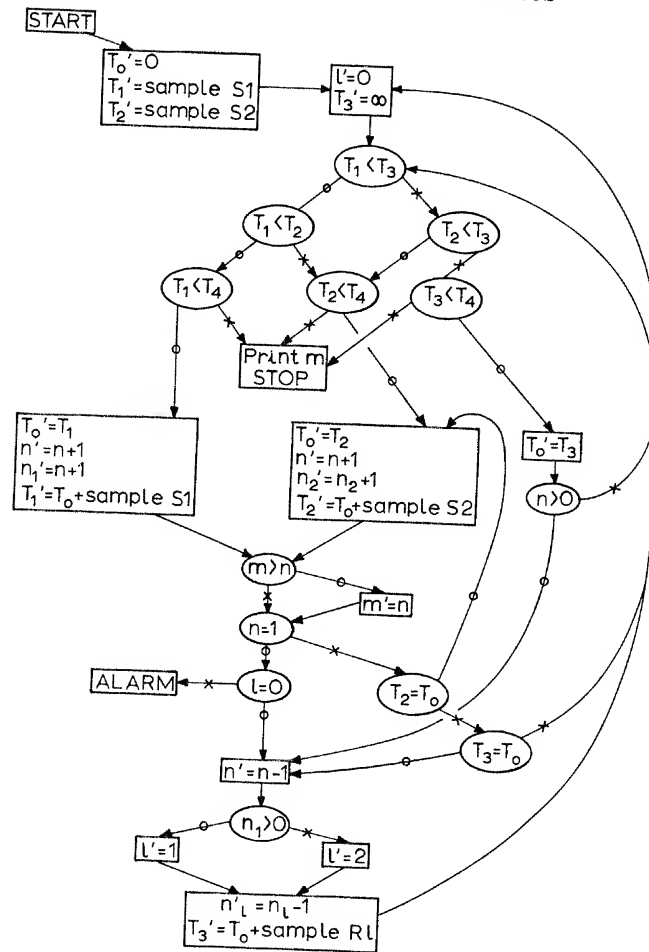 START
T₀'=0
T₁'=sample S1
T₂'=sample S2
l'=0
T₃'=∞
T₁<T₃
T₁<T₂
T₂<T₃
T₁<T₄
T₂<T₄
T₃<T₄
Print m
STOP
T₀'=T₁
n'=n+1
n₁'=n+1
T₁'=T₀+sample S1
T₀'=T₂
n'=n+1
n₂'=n₂+1
T₂'=T₀+sample S2
T₀'=T₃
n>0
m>n
m'=n
n=1
ALARM
l=0
T₂=T₀
T₃=T₀
n'=n-1
n₁>0
l'=1
l'=2
n'ₗ=nₗ-1
T₃'=T₀+sample Rl